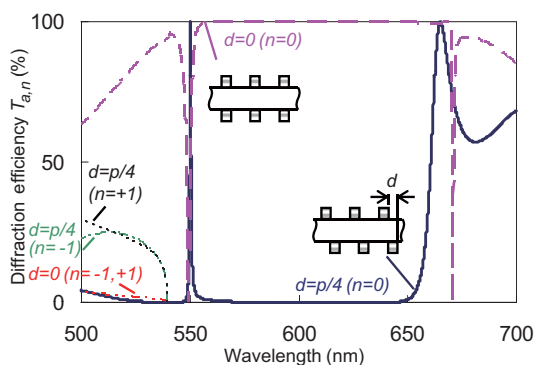 Diffraction efficiency T_{a,n} (%)
100
50
0
d=0 (n=0)
d=p/4
(n=+1)
d=p/4
(n=-1)
d=0 (n=-1,+1)
d
d=p/4 (n=0)
500
550
600
650
700
Wavelength (nm)